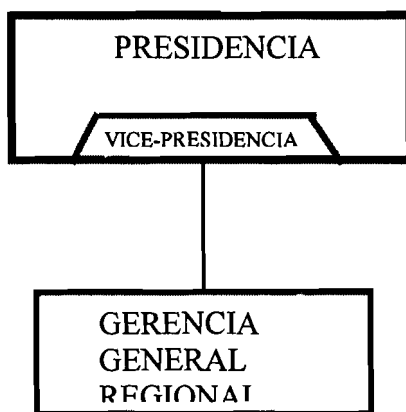 PRESIDENCIA
VICE-PRESIDENCIA
GERENCIA
GENERAL
REGIONAL